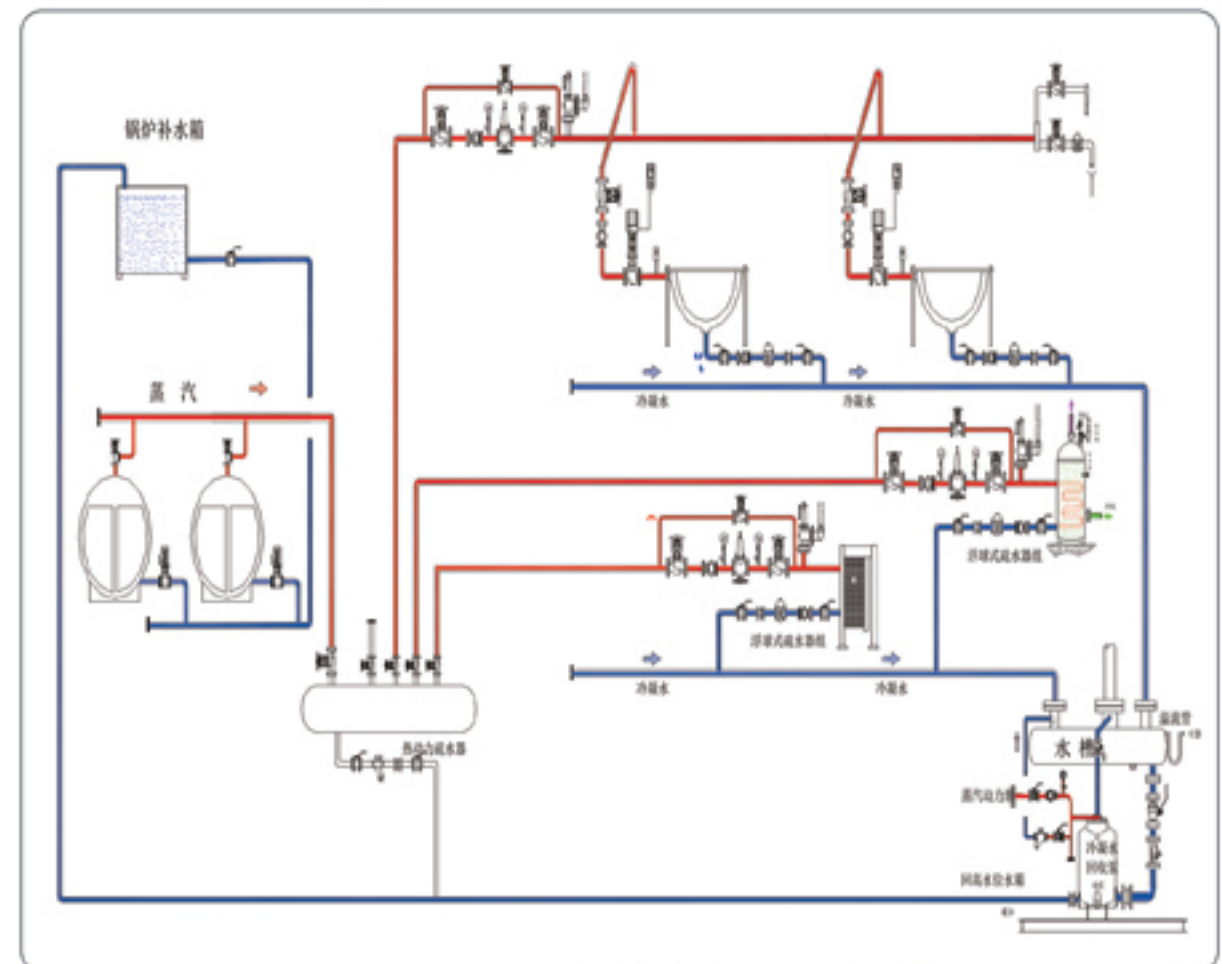 锅炉补水箱
蒸 汽
冷凝水
冷凝水
浮球式疏水器组
浮球式疏水器组
冷凝水
冷凝水
溢流管
热动力疏水器
水槽
蒸汽动力
冷凝水
回收泵
回高水位水箱